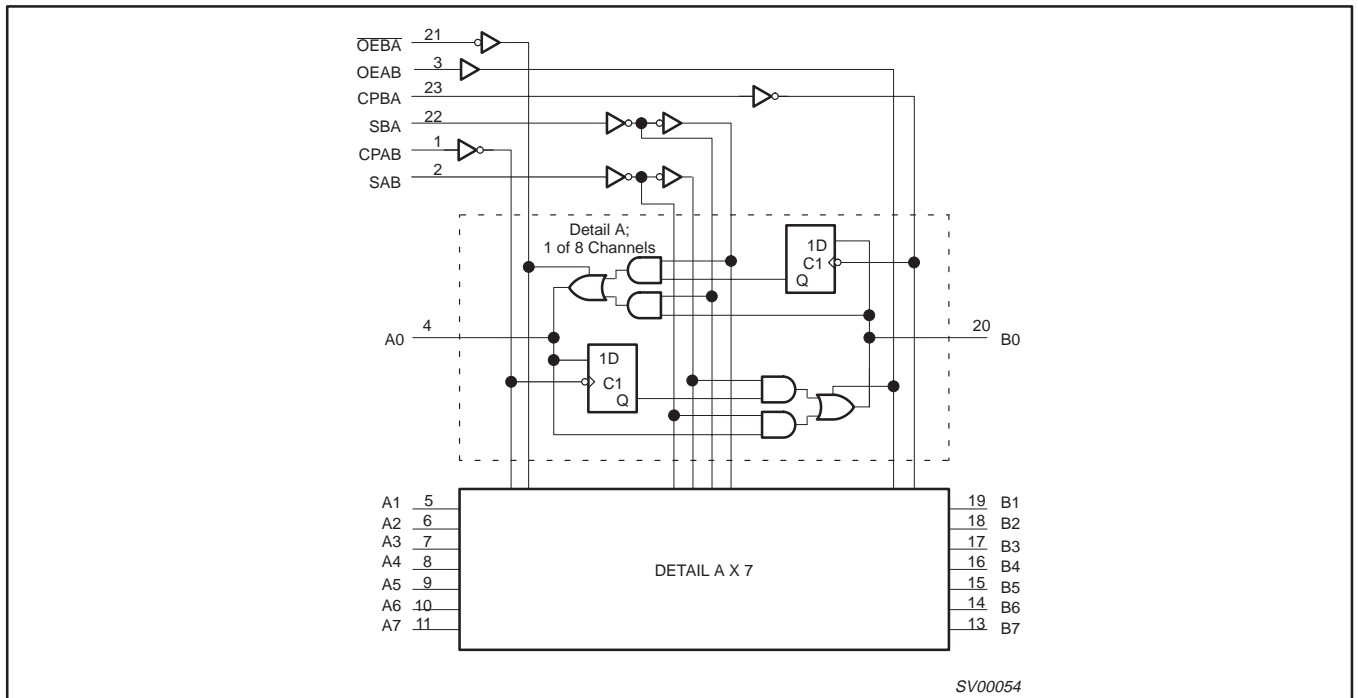 O̅E̅B̅A̅ 21
OEAB 3
CPBA 23
SBA 22
CPAB 1
SAB 2
Detail A;
1 of 8 Channels
1D
C1
Q
A0 4
20 B0
1D
C1
Q
A1 5
A2 6
A3 7
A4 8
A5 9
A6 10
A7 11
DETAIL A X 7
19 B1
18 B2
17 B3
16 B4
15 B5
14 B6
13 B7
SV00054